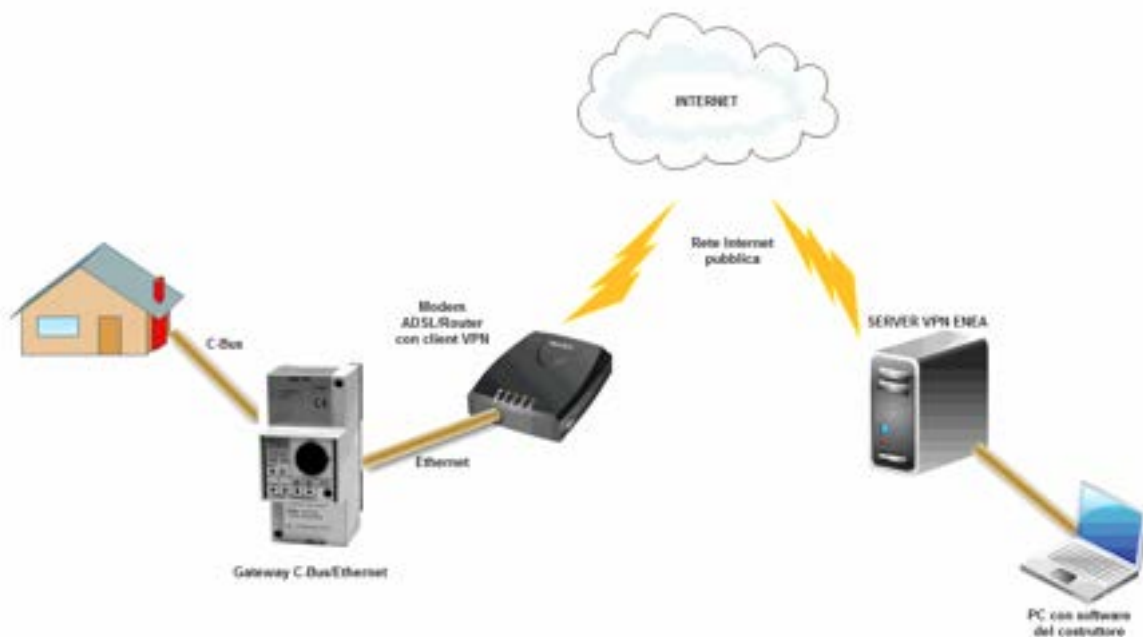 INTERNET
Rete Internet
pubblica
SERVER VPN ENEA
Modem
ADSL/Router
con client VPN
C-Bus
Ethernet
Gateway C-Bus/Ethernet
PC con software
del costruttore